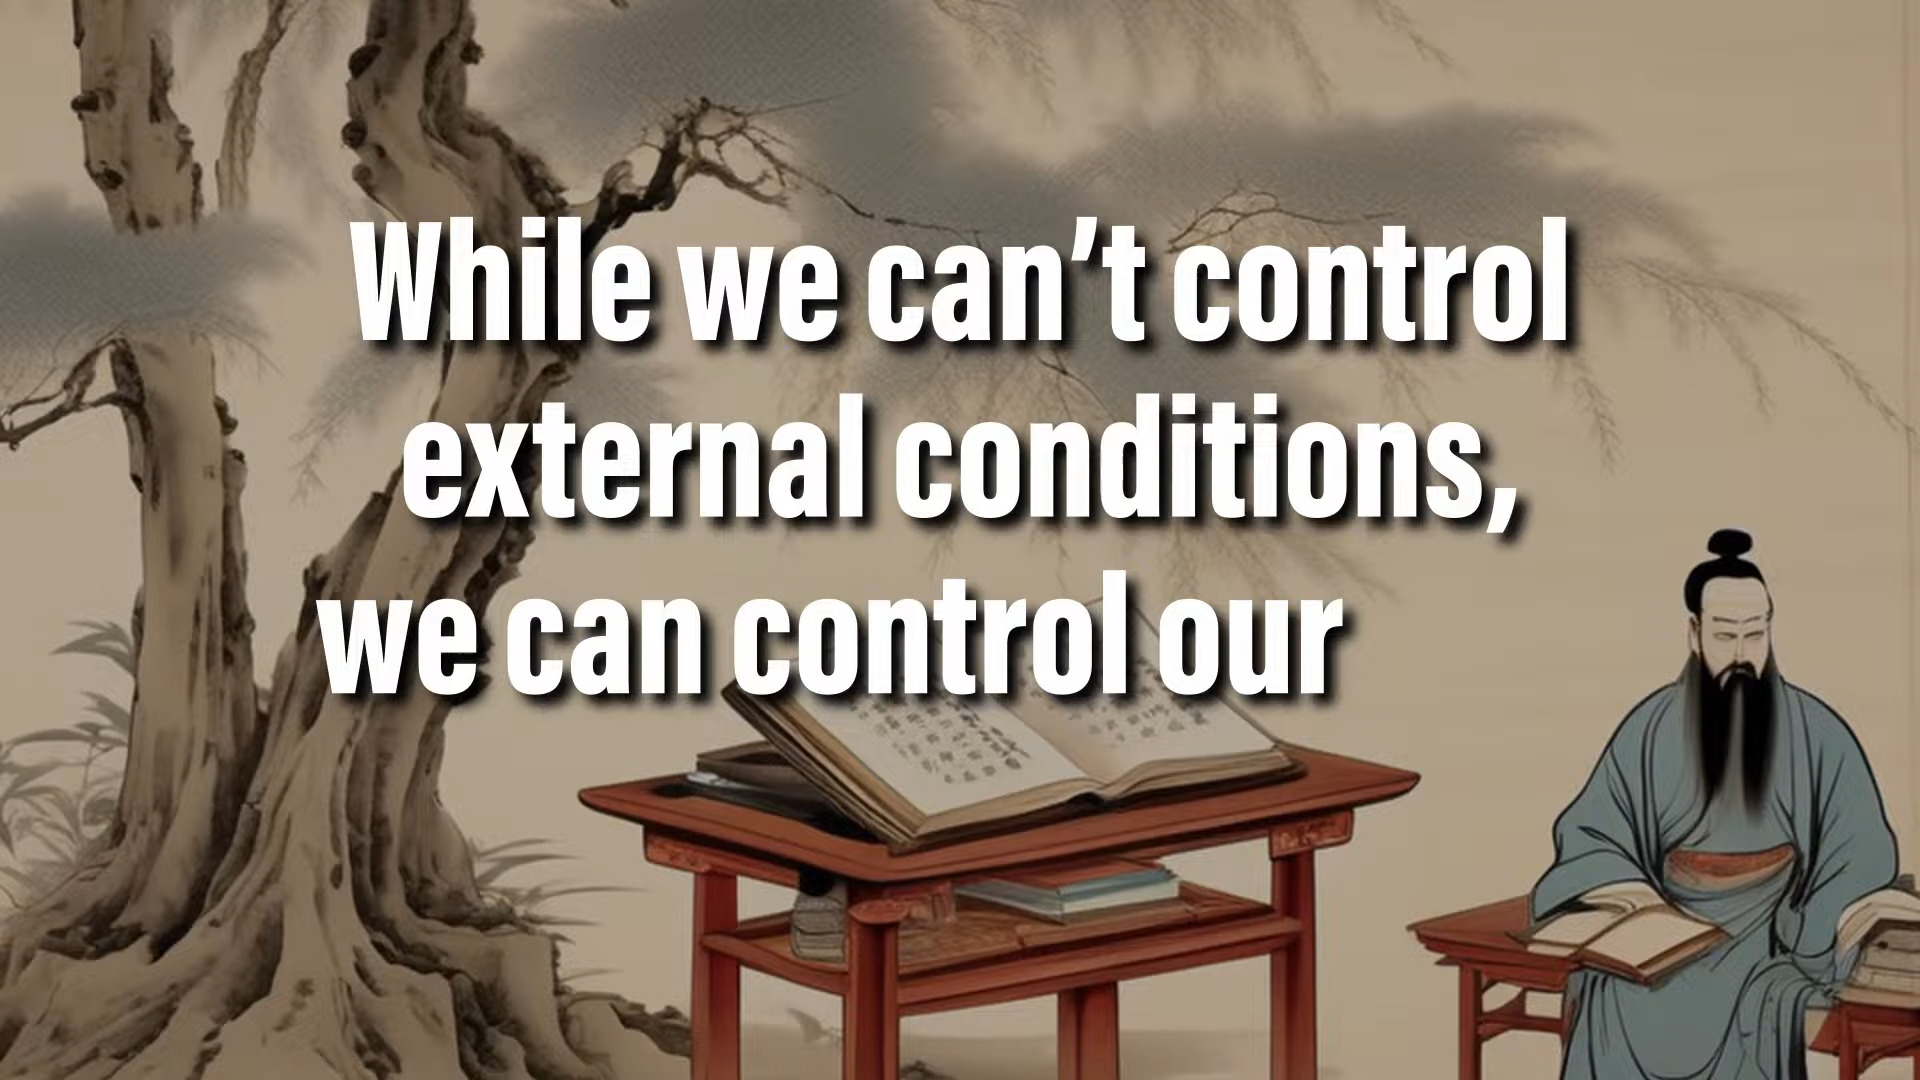 While we can’t control
external conditions,
we can control our